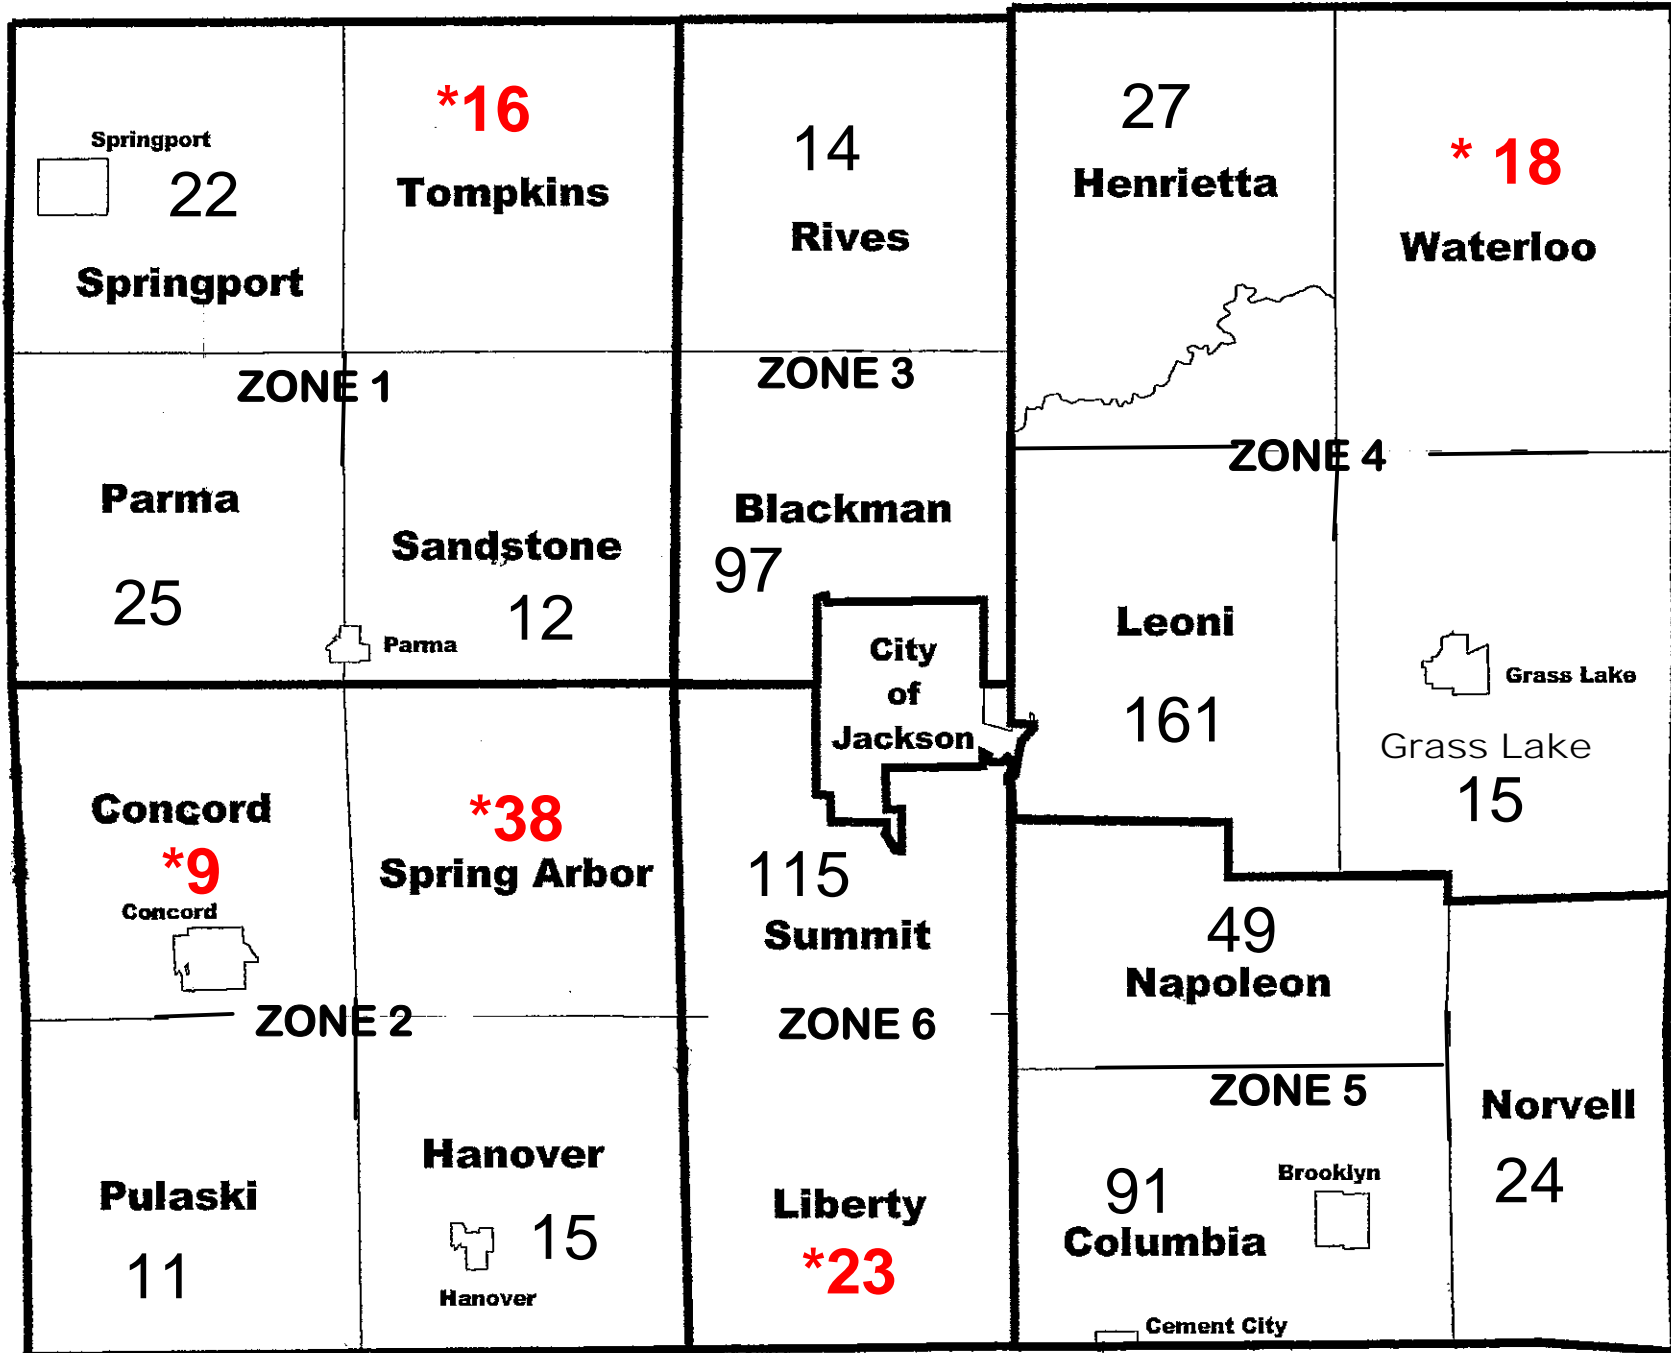 Springport
22
Springport
*16
Tompkins
14
Rives
27
Henrietta
* 18
Waterloo
ZONE 1
ZONE 3
ZONE 4
Parma
25
Sandstone
12
Parma
Blackman
97
City
of
Jackson
Leoni
161
Grass Lake
Grass Lake
15
Concord
*9
Concord
*38
Spring Arbor
115
Summit
49
Napoleon
ZONE 2
ZONE 6
ZONE 5
Pulaski
11
Hanover
15
Hanover
Liberty
*23
91
Columbia
Brooklyn
Cement City
Norvell
24